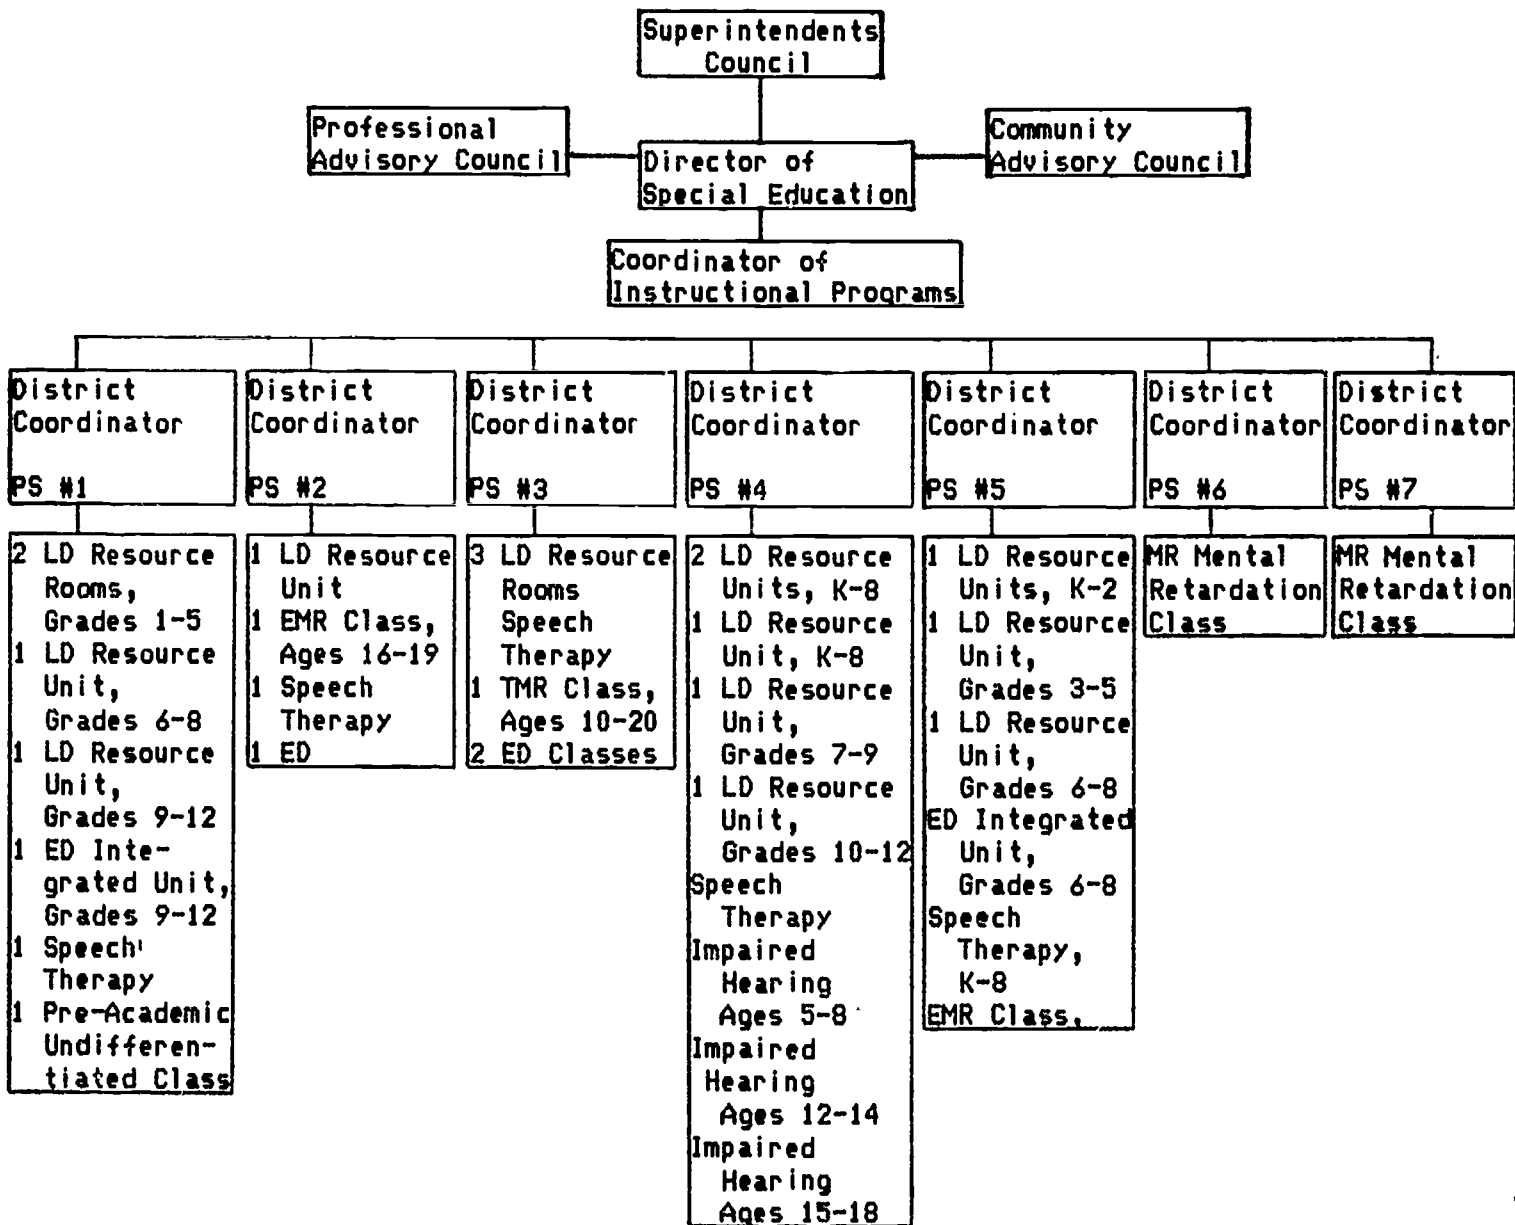 Superintendents
Council
Professional
Advisory Council
Director of
Special Education
Community
Advisory Council
Coordinator of
Instructional Programs
District
Coordinator
PS #1
District
Coordinator
PS #2
District
Coordinator
PS #3
District
Coordinator
PS #4
District
Coordinator
PS #5
District
Coordinator
PS #6
District
Coordinator
PS #7
2 LD Resource
Rooms,
Grades 1-5
1 LD Resource
Unit,
Grades 6-8
1 LD Resource
Unit,
Grades 9-12
1 ED Inte-
grated Unit,
Grades 9-12
1 Speech
Therapy
1 Pre-Academic
Undifferen-
tiated Class
1 LD Resource
Unit
1 EMR Class,
Ages 16-19
1 Speech
Therapy
1 ED
3 LD Resource
Rooms
Speech
Therapy
1 TMR Class,
Ages 10-20
2 ED Classes
2 LD Resource
Units, K-8
1 LD Resource
Unit, K-8
1 LD Resource
Unit,
Grades 7-9
1 LD Resource
Unit,
Grades 10-12
Speech
Therapy
Impaired
Hearing
Ages 5-8
Impaired
Hearing
Ages 12-14
Impaired
Hearing
Ages 15-18
1 LD Resource
Units, K-2
1 LD Resource
Unit,
Grades 3-5
1 LD Resource
Unit,
Grades 6-8
ED Integrated
Unit,
Grades 6-8
Speech
Therapy,
K-8
EMR Class,
MR Mental
Retardation
Class
MR Mental
Retardation
Class